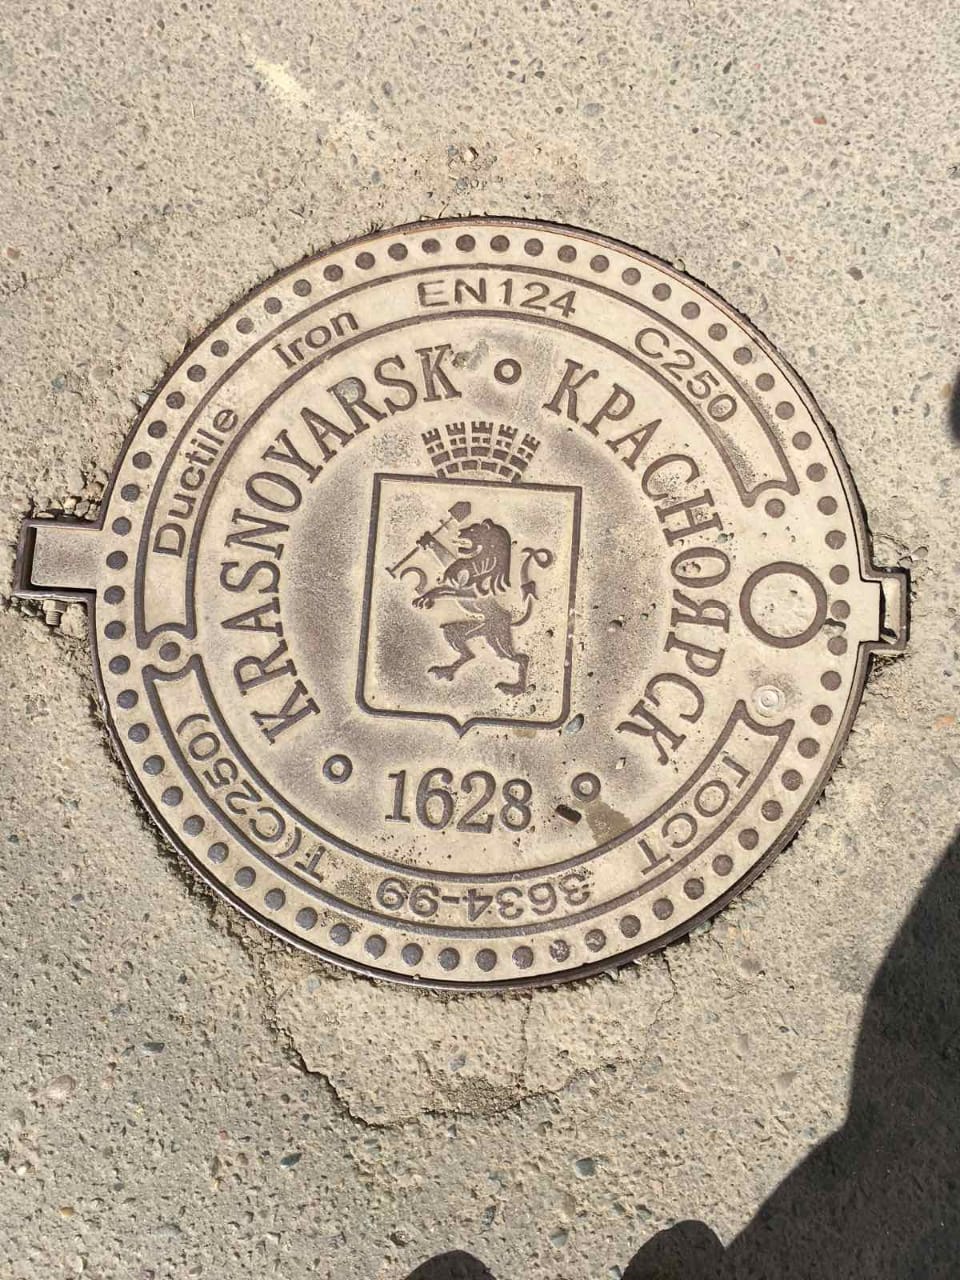 Ductile Iron EN124 C250
KRASNOYARSK
КРАСНОЯРСК
1628
ГОСТ 3634-99 Т(С250)